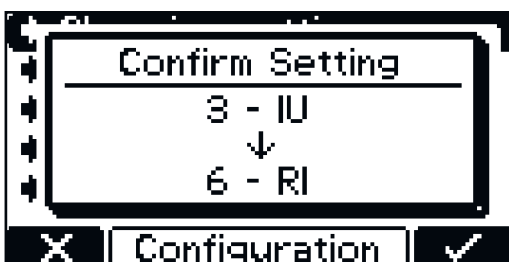 Confirm Setting
3 - IU
↓
6 - RI
X Configuration ✓